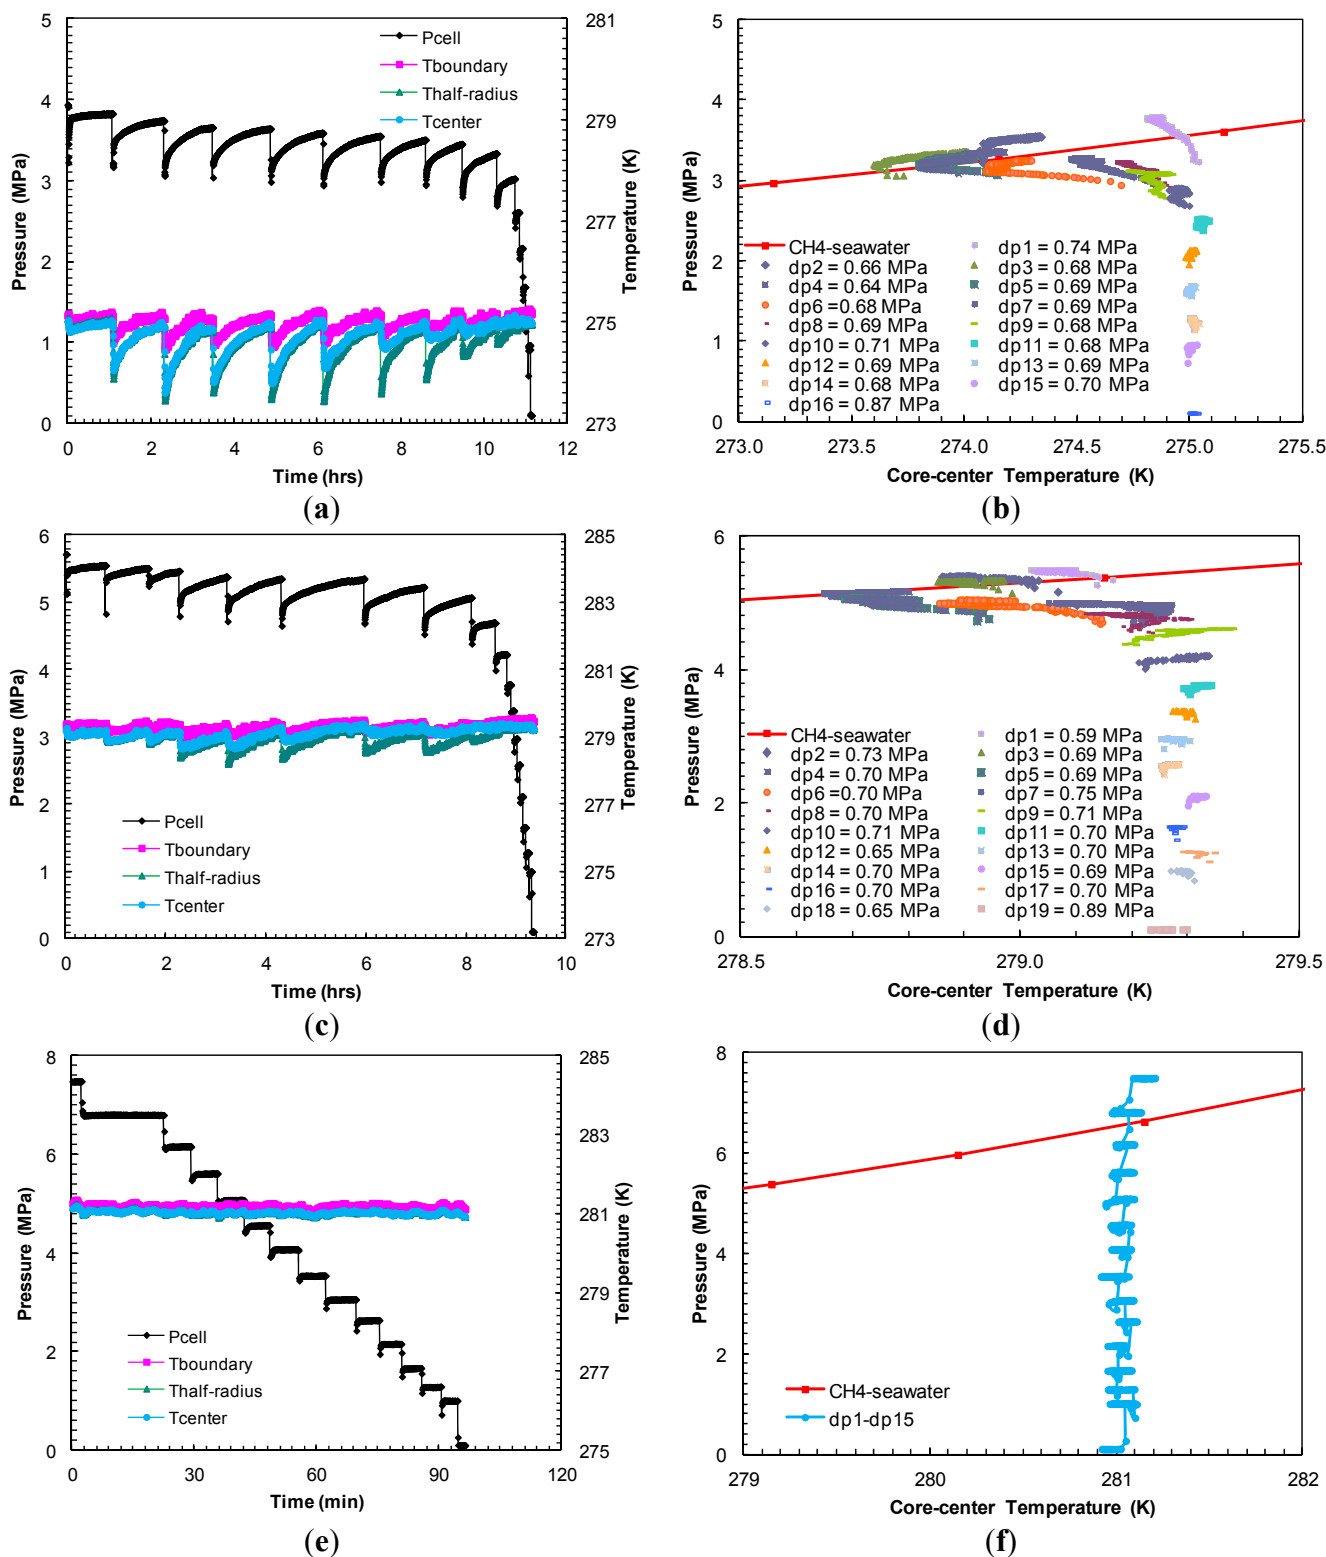 5
4
3
2
1
0
Pressure (MPa)
281
279
277
275
273
Temperature (K)
Pcell
Tboundary
Thalf-radius
Tcenter
0 2 4 6 8 10 12
Time (hrs)
(a)
5
4
3
2
1
0
Pressure (MPa)
CH4-seawater dp1 = 0.74 MPa
dp2 = 0.66 MPa dp3 = 0.68 MPa
dp4 = 0.64 MPa dp5 = 0.69 MPa
dp6 =0.68 MPa dp7 = 0.69 MPa
dp8 = 0.69 MPa dp9 = 0.68 MPa
dp10 = 0.71 MPa dp11 = 0.68 MPa
dp12 = 0.69 MPa dp13 = 0.69 MPa
dp14 = 0.68 MPa dp15 = 0.70 MPa
dp16 = 0.87 MPa
273.0 273.5 274.0 274.5 275.0 275.5
Core-center Temperature (K)
(b)
6
5
4
3
2
1
0
Pressure (MPa)
285
283
281
279
277
275
273
Temperature (K)
Pcell
Tboundary
Thalf-radius
Tcenter
0 2 4 6 8 10
Time (hrs)
(c)
6
4
2
0
Pressure (MPa)
CH4-seawater dp1 = 0.59 MPa
dp2 = 0.73 MPa dp3 = 0.69 MPa
dp4 = 0.70 MPa dp5 = 0.69 MPa
dp6 =0.70 MPa dp7 = 0.75 MPa
dp8 = 0.70 MPa dp9 = 0.71 MPa
dp10 = 0.71 MPa dp11 = 0.70 MPa
dp12 = 0.65 MPa dp13 = 0.70 MPa
dp14 = 0.70 MPa dp15 = 0.69 MPa
dp16 = 0.70 MPa dp17 = 0.70 MPa
dp18 = 0.65 MPa dp19 = 0.89 MPa
278.5 279.0 279.5
Core-center Temperature (K)
(d)
8
6
4
2
0
Pressure (MPa)
285
283
281
279
277
275
Temperature (K)
Pcell
Tboundary
Thalf-radius
Tcenter
0 30 60 90 120
Time (min)
(e)
8
7
6
5
4
3
2
1
0
Pressure (MPa)
CH4-seawater
dp1-dp15
279 280 281 282
Core-center Temperature (K)
(f)